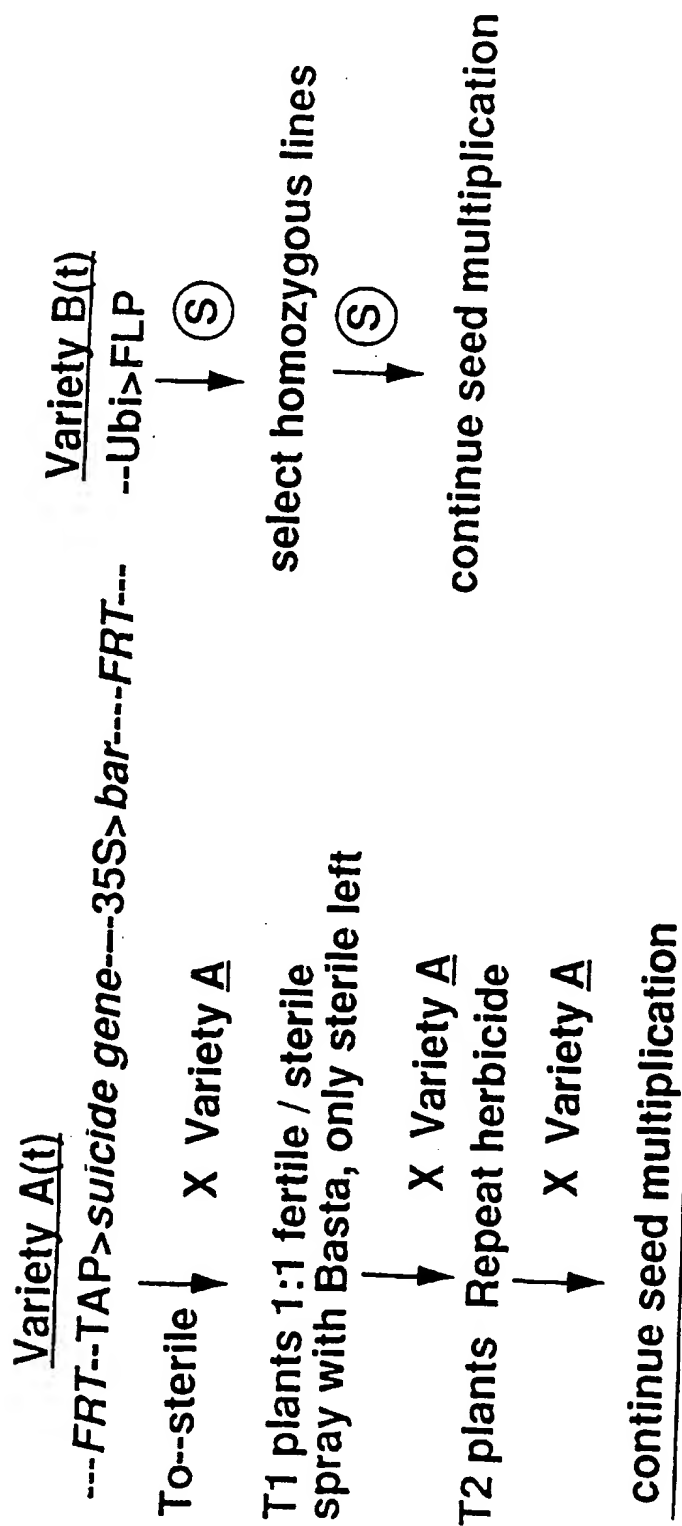 Variety A(t)
----FRT--TAP>suicide gene----35S>bar----FRT---
To--sterile
X Variety A
T1 plants 1:1 fertile / sterile
spray with Basta, only sterile left
X Variety A
T2 plants Repeat herbicide
X Variety A
continue seed multiplication
Variety B(t)
--Ubi>FLP
S
select homozygous lines
S
continue seed multiplication